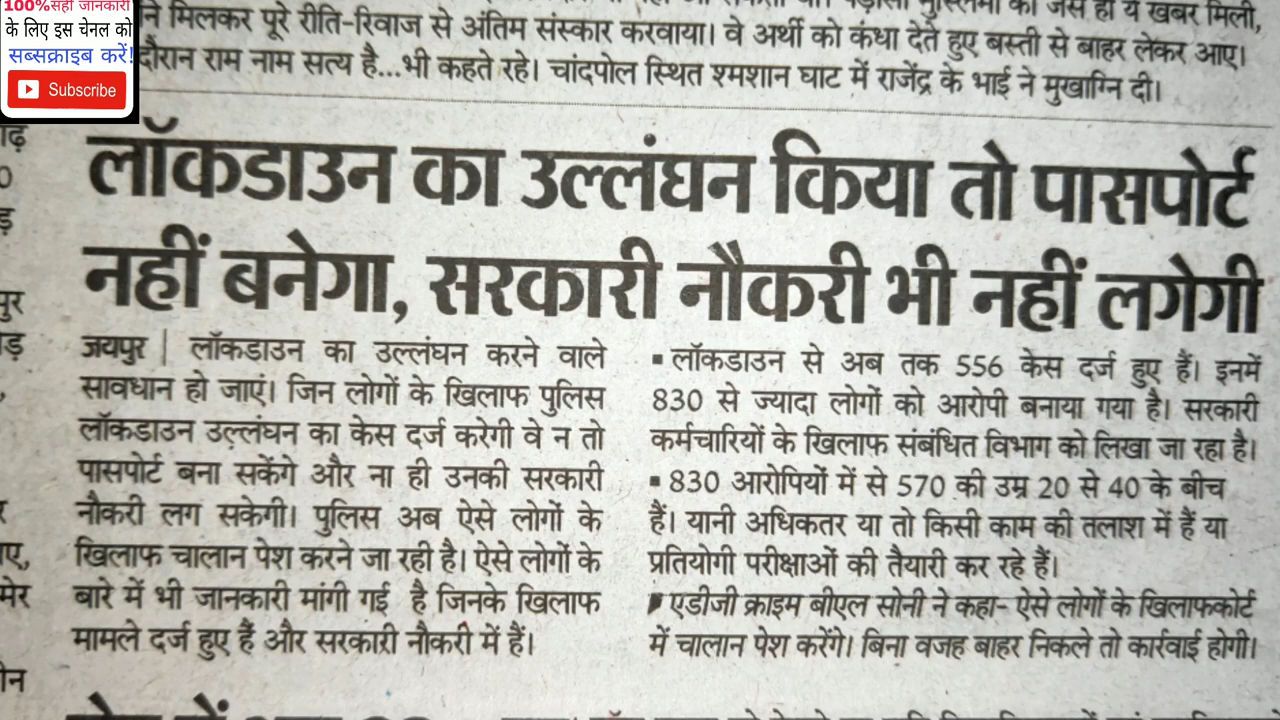 100%सही जानकारी
के लिए इस चेनल को
सब्सक्राइब करें!
Subscribe
मिलकर पूरे रीति-रिवाज से अंतिम संस्कार करवाया। वे अर्थी को कंधा देते हुए बस्ती से बाहर लेकर आए।
दौरान राम नाम सत्य है...भी कहते रहे। चांदपोल स्थित श्मशान घाट में राजेंद्र के भाई ने मुखाग्नि दी।
लॉकडाउन का उल्लंघन किया तो पासपोर्ट
नहीं बनेगा, सरकारी नौकरी भी नहीं लगेगी
जयपुर | लॉकडाउन का उल्लंघन करने वाले
सावधान हो जाएं। जिन लोगों के खिलाफ पुलिस
लॉकडाउन उल्लंघन का केस दर्ज करेगी वे न तो
पासपोर्ट बना सकेंगे और ना ही उनकी सरकारी
नौकरी लग सकेगी। पुलिस अब ऐसे लोगों के
खिलाफ चालान पेश करने जा रही है। ऐसे लोगों के
बारे में भी जानकारी मांगी गई है जिनके खिलाफ
मामले दर्ज हुए हैं और सरकारी नौकरी में हैं।
▪ लॉकडाउन से अब तक 556 केस दर्ज हुए हैं। इनमें
830 से ज्यादा लोगों को आरोपी बनाया गया है। सरकारी
कर्मचारियों के खिलाफ संबंधित विभाग को लिखा जा रहा है।
▪ 830 आरोपियों में से 570 की उम्र 20 से 40 के बीच
हैं। यानी अधिकतर या तो किसी काम की तलाश में हैं या
प्रतियोगी परीक्षाओं की तैयारी कर रहे हैं।
▪ एडीजी क्राइम बीएल सोनी ने कहा- ऐसे लोगों के खिलाफकोर्ट
में चालान पेश करेंगे। बिना वजह बाहर निकले तो कार्रवाई होगी।